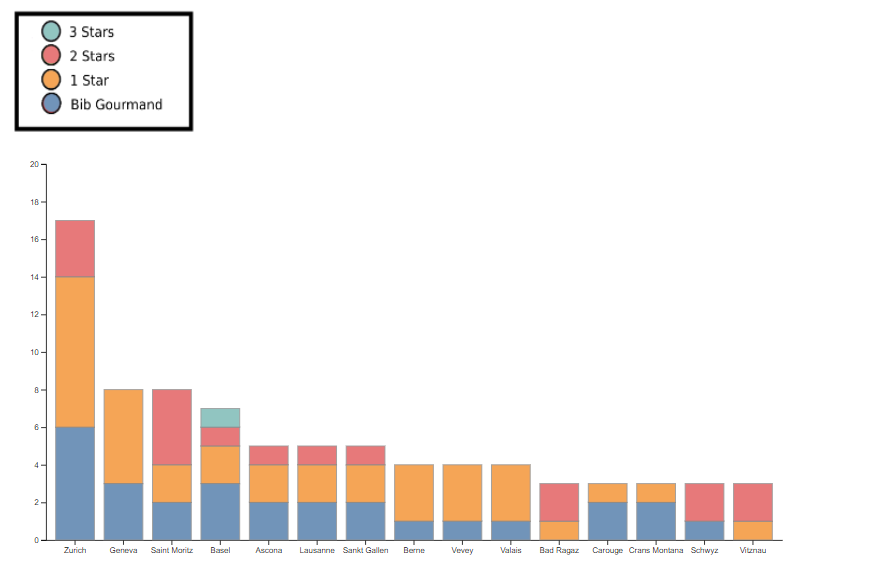 3 Stars
2 Stars
1 Star
Bib Gourmand
20
18
16
14
12
10
8
6
4
2
0
Zurich Geneva Saint Moritz Basel Ascona Lausanne Sankt Gallen Berne Vevey Valais Bad Ragaz Carouge Crans Montana Schwyz Vitznau